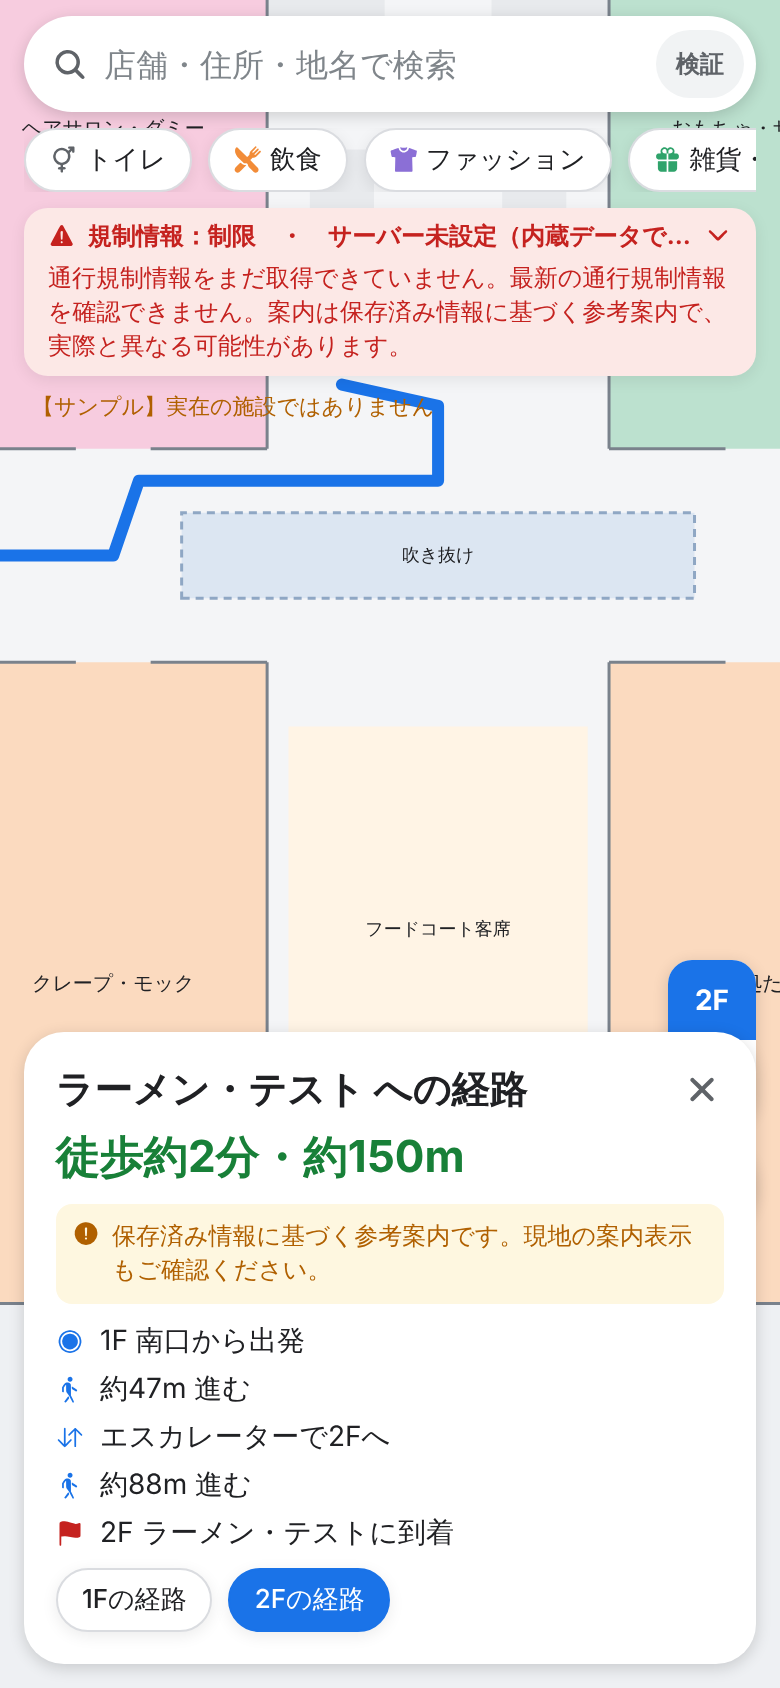 店舗・住所・地名で検索
検証
トイレ
飲食
ファッション
雑貨・
規制情報：制限　・　サーバー未設定（内蔵データで…
通行規制情報をまだ取得できていません。最新の通行規制情報
を確認できません。案内は保存済み情報に基づく参考案内で、
実際と異なる可能性があります。
【サンプル】実在の施設ではありません
吹き抜け
フードコート客席
クレープ・モック
2F
ラーメン・テスト への経路
徒歩約2分・約150m
保存済み情報に基づく参考案内です。現地の案内表示
もご確認ください。
1F 南口から出発
約47m 進む
エスカレーターで2Fへ
約88m 進む
2F ラーメン・テストに到着
1Fの経路
2Fの経路